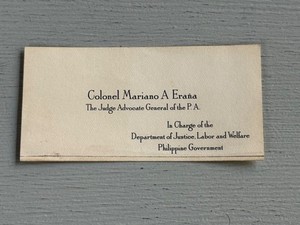 Colonel Mariano A Eraña
The Judge Advocate General of the P. A.
In Charge of the
Department of Justice, Labor and Welfare
Philippine Government